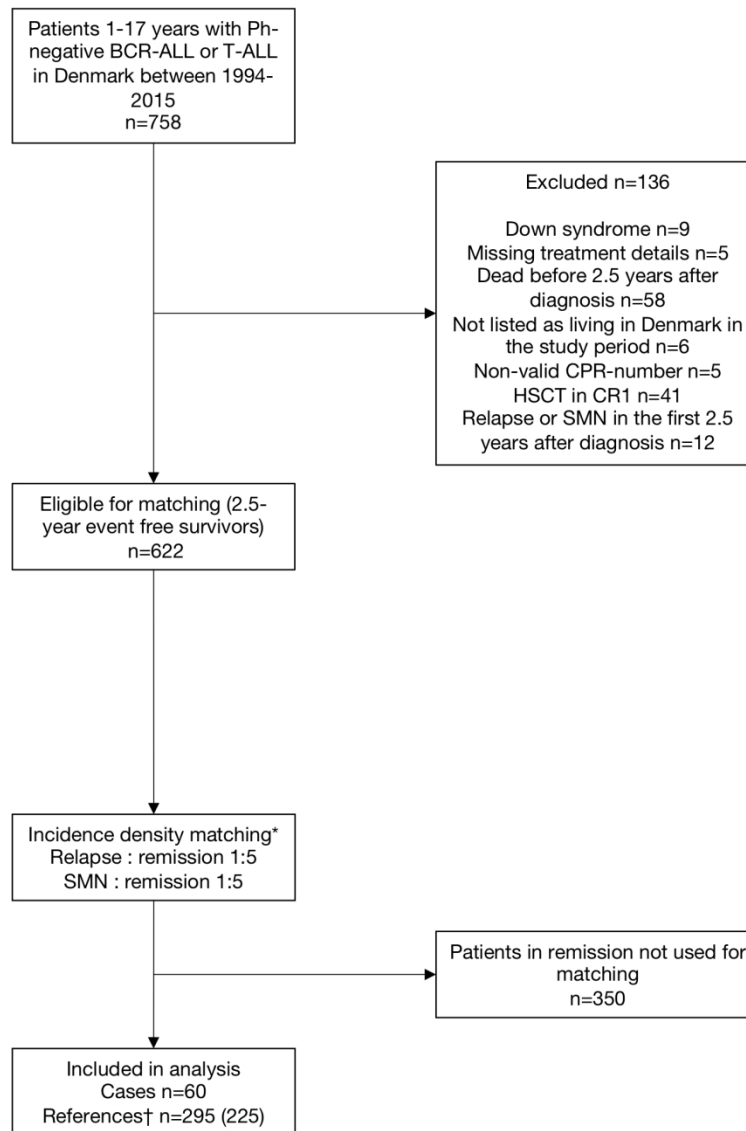 Patients 1-17 years with Ph-
negative BCR-ALL or T-ALL
in Denmark between 1994-
2015
n=758
Excluded n=136
Down syndrome n=9
Missing treatment details n=5
Dead before 2.5 years after
diagnosis n=58
Not listed as living in Denmark in
the study period n=6
Non-valid CPR-number n=5
HSCT in CR1 n=41
Relapse or SMN in the first 2.5
years after diagnosis n=12
Eligible for matching (2.5-
year event free survivors)
n=622
Incidence density matching*
Relapse : remission 1:5
SMN : remission 1:5
Patients in remission not used for
matching
n=350
Included in analysis
Cases n=60
References† n=295 (225)